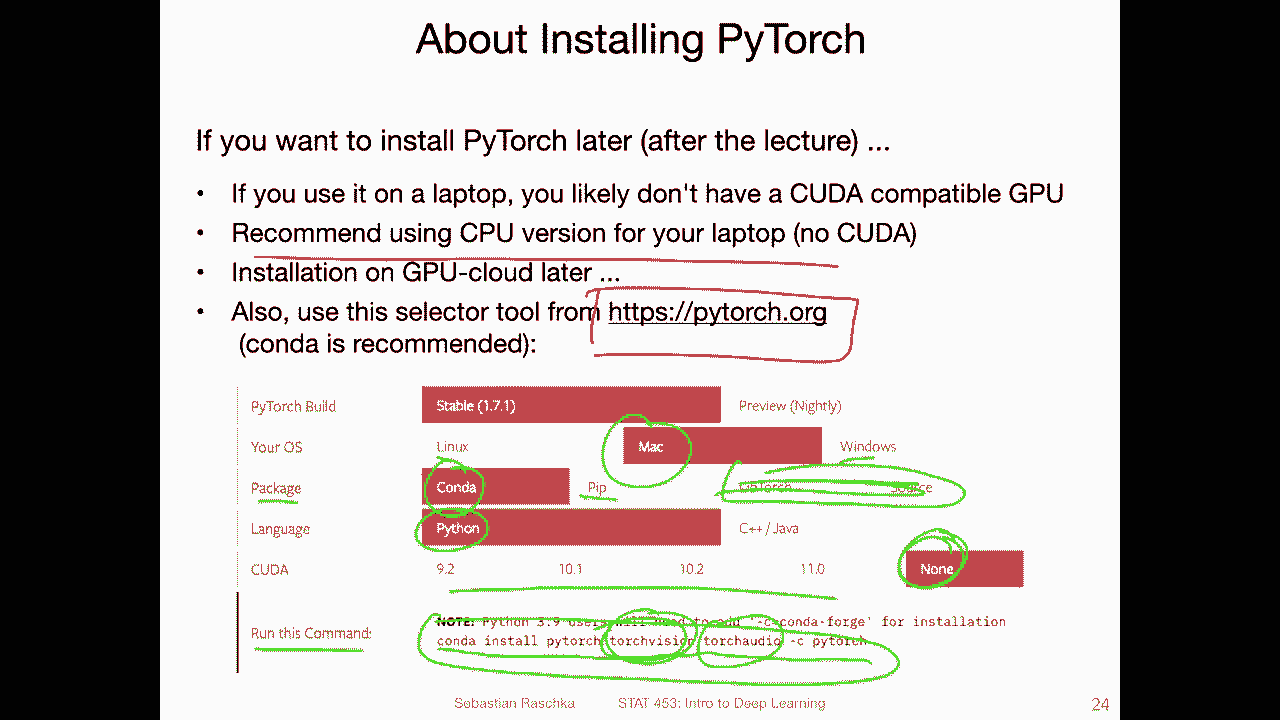 About Installing PyTorch
If you want to install PyTorch later (after the lecture) ...
• If you use it on a laptop, you likely don't have a CUDA compatible GPU
• Recommend using CPU version for your laptop (no CUDA)
• Installation on GPU-cloud later ...
• Also, use this selector tool from https://pytorch.org
(conda is recommended):
PyTorch Build Stable (1.7.1) Preview (Nightly)
Your OS Linux Mac Windows
Package Conda Pip LibTorch Source
Language Python C++ / Java
CUDA 9.2 10.1 10.2 11.0 None
NOTE: Python 3.9 users will need to add '-c=conda-forge' for installation
Run this Command: conda install pytorch torchvision torchaudio -c pytorch
Sebastian Raschka STAT 453: Intro to Deep Learning 24